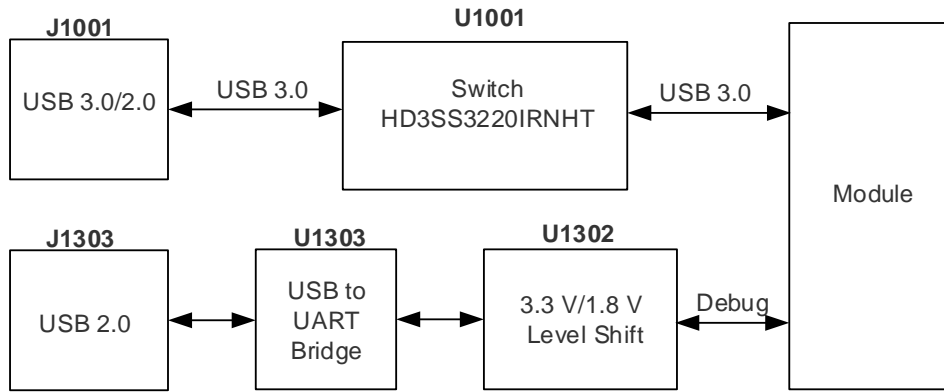 J1001
U1001
USB 3.0/2.0
USB 3.0
Switch
HD3SS3220IRNHT
USB 3.0
Module
J1303
U1303
U1302
USB 2.0
USB to
UART
Bridge
3.3 V/1.8 V
Level Shift
Debug